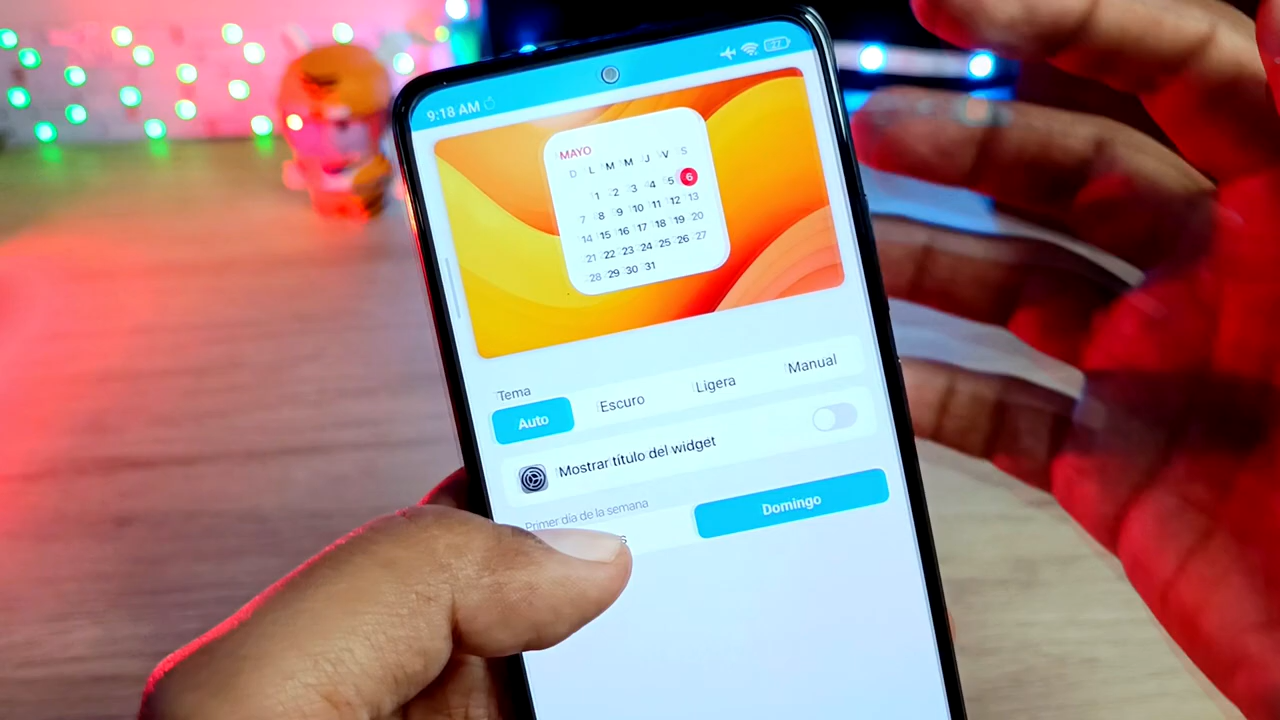 9:18 AM
27
MAYO
D L M M J V S
1 2 3 4 5 6
7 8 9 10 11 12 13
14 15 16 17 18 19 20
21 22 23 24 25 26 27
28 29 30 31
Tema
Auto Escuro Ligera Manual
Mostrar título del widget
Primer día de la semana
Domingo